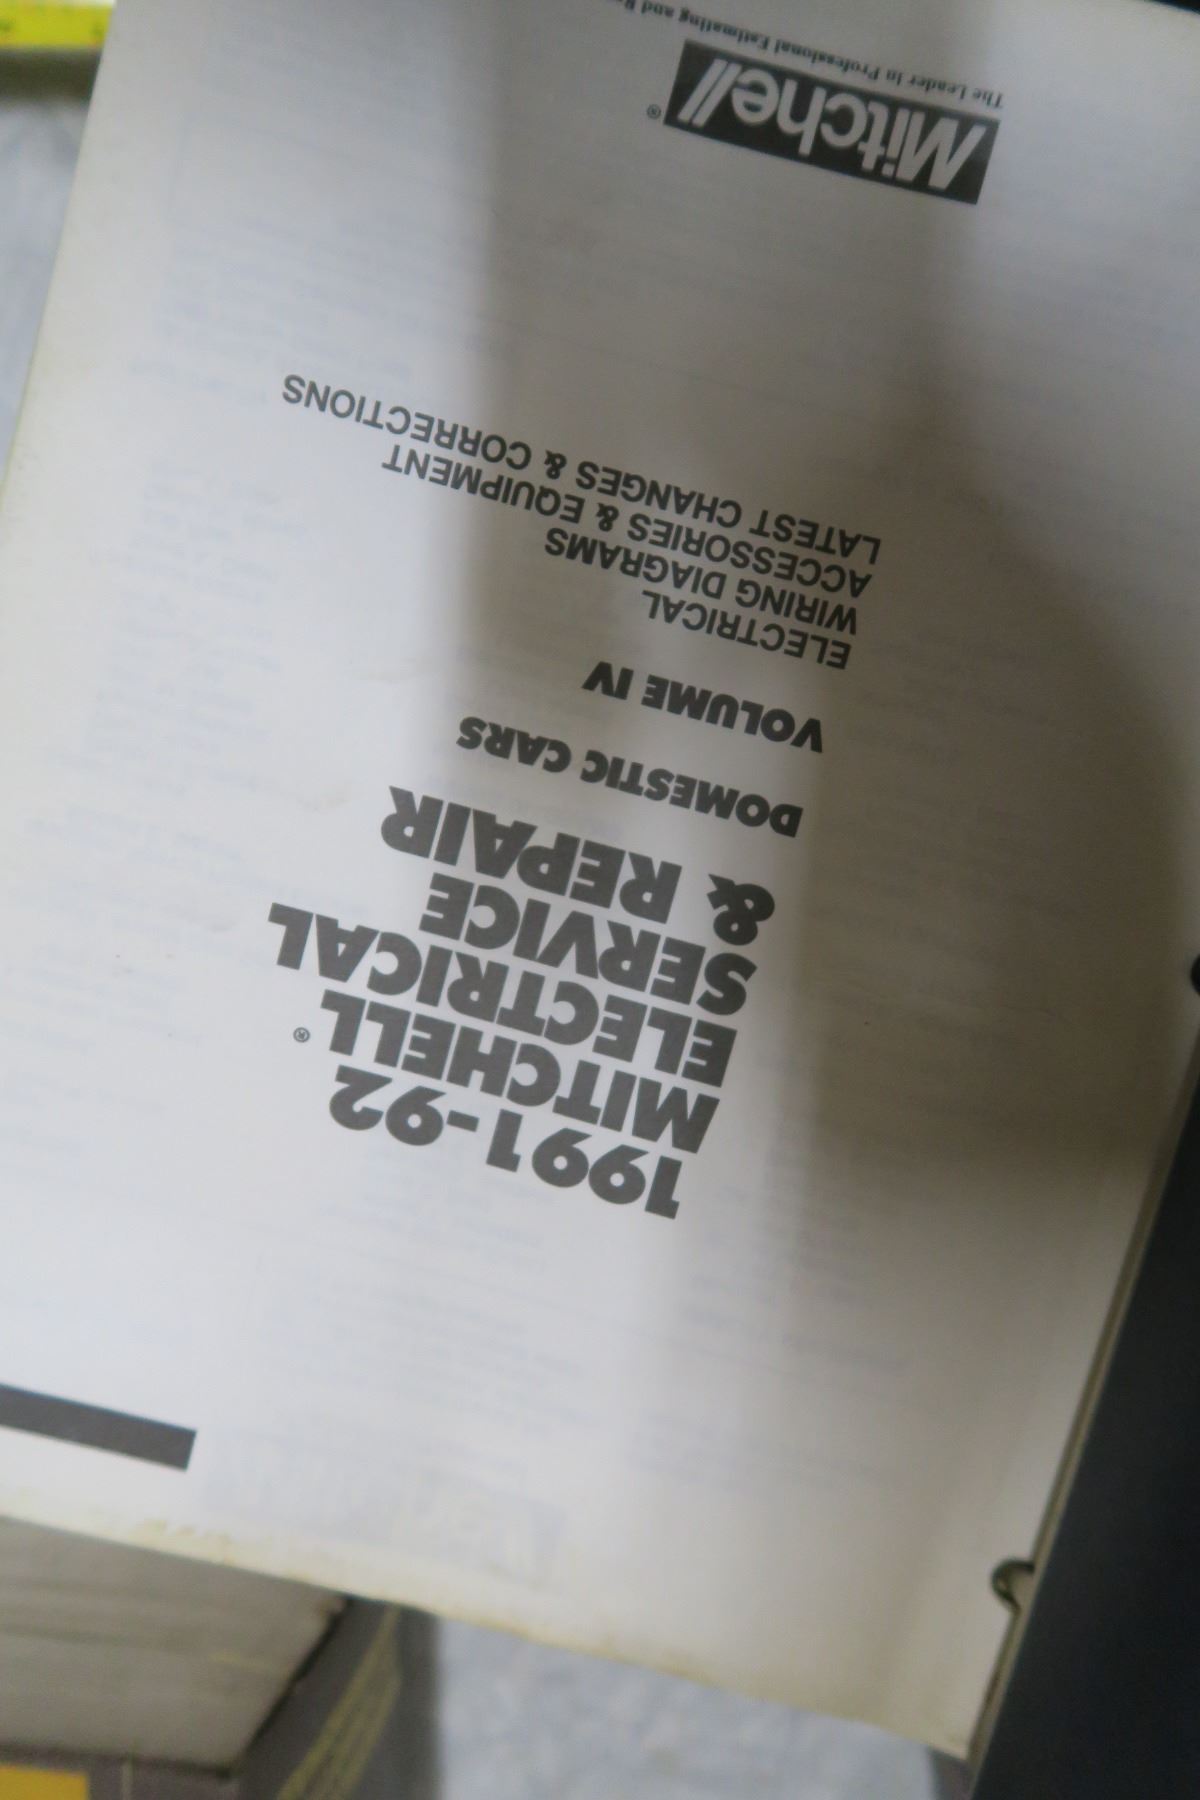 1991-92
MITCHELL®
ELECTRICAL
SERVICE
& REPAIR
DOMESTIC CARS
VOLUME IV
ELECTRICAL
WIRING DIAGRAMS
ACCESSORIES & EQUIPMENT
LATEST CHANGES & CORRECTIONS
Mitchell®
The Leader in Professional Estimating and